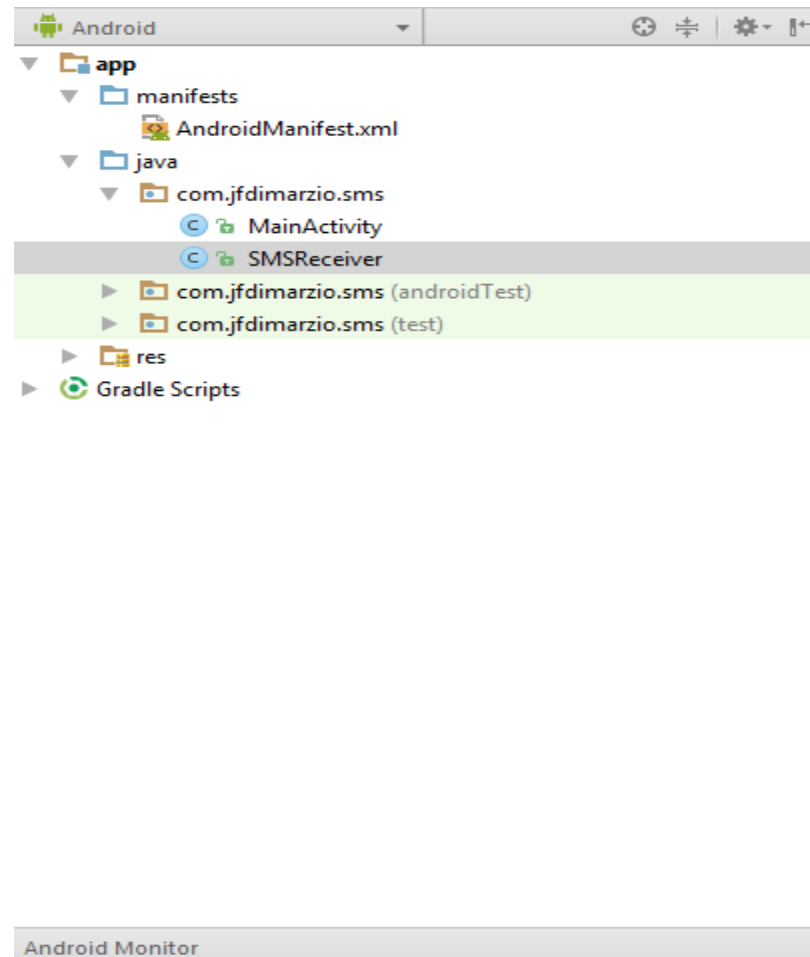 Android
app
manifests
AndroidManifest.xml
java
com.jfdimarzio.sms
C MainActivity
C SMSReceiver
com.jfdimarzio.sms (androidTest)
com.jfdimarzio.sms (test)
res
Gradle Scripts
Android Monitor